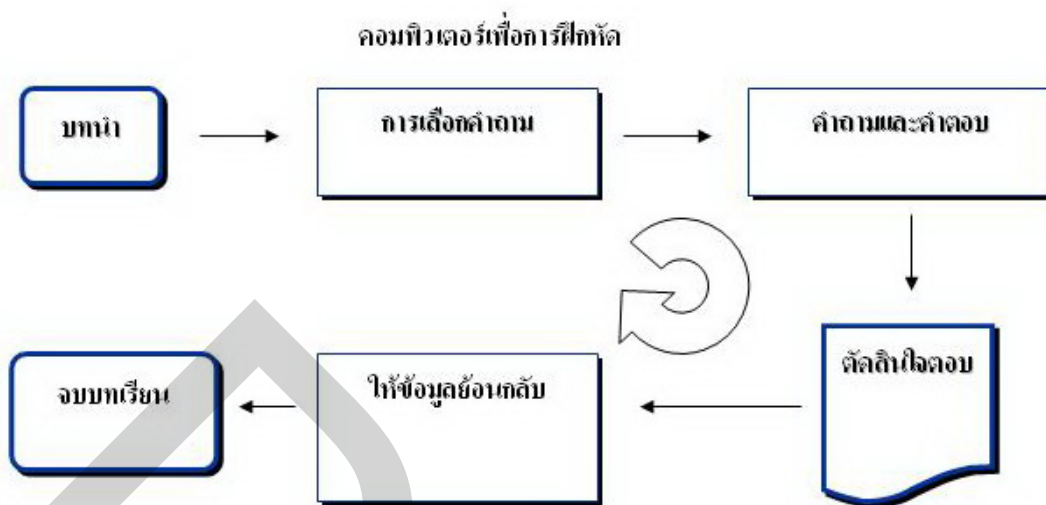 คอมพิวเตอร์เพื่อการฝึกหัด
บทนำ
การเลือกคำถาม
คำถามและคำตอบ
ตัดสินใจตอบ
ให้ข้อมูลย้อนกลับ
จบบทเรียน